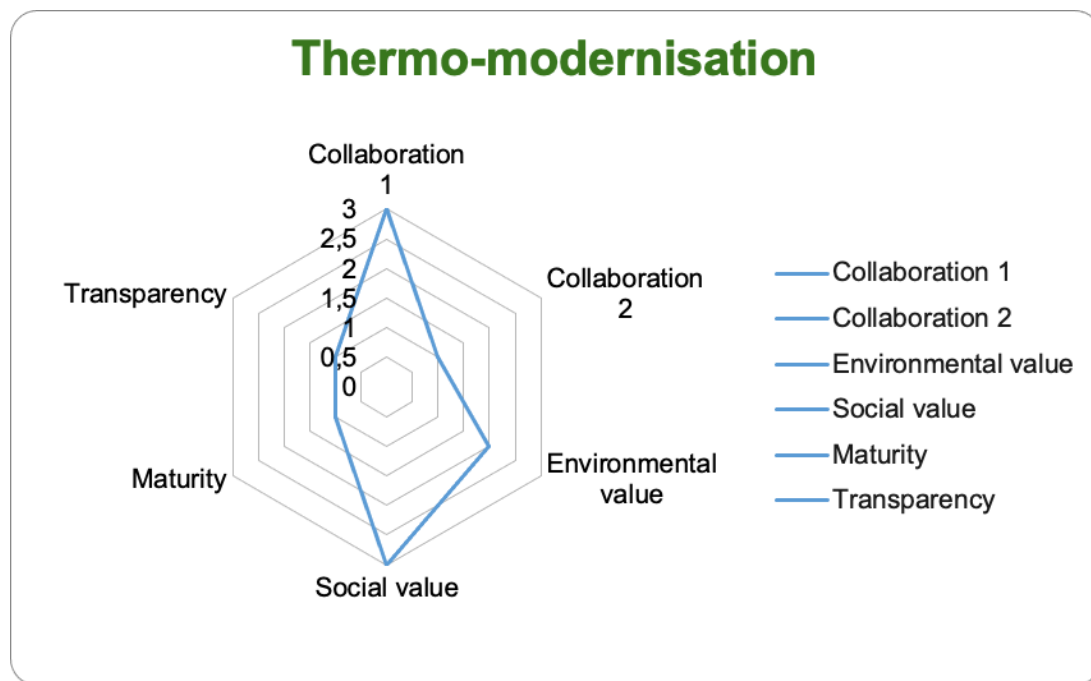 Thermo-modernisation
Collaboration
1
3
2,5
2
1,5
1
0,5
0
Collaboration
2
Environmental
value
Social value
Maturity
Transparency
Collaboration 1
Collaboration 2
Environmental value
Social value
Maturity
Transparency